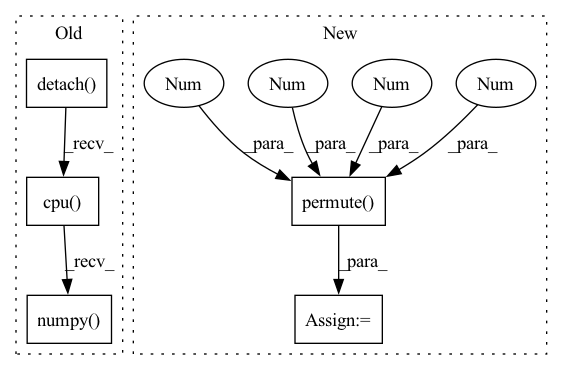 Old
New
detach()
Num
Num
Num
Num
_recv_
_para_
_para_
_para_
_para_
cpu()
permute()
_recv_
_para_
numpy()
Assign:=